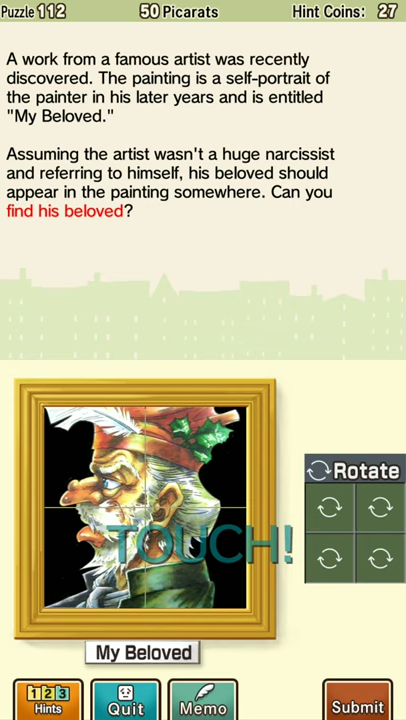 Puzzle 112 50 Picarats Hint Coins: 27
A work from a famous artist was recently
discovered. The painting is a self-portrait of
the painter in his later years and is entitled
"My Beloved."
Assuming the artist wasn't a huge narcissist
and referring to himself, his beloved should
appear in the painting somewhere. Can you
find his beloved?
Rotate
TOUCH!
My Beloved
123
Hints
Quit
Memo
Submit